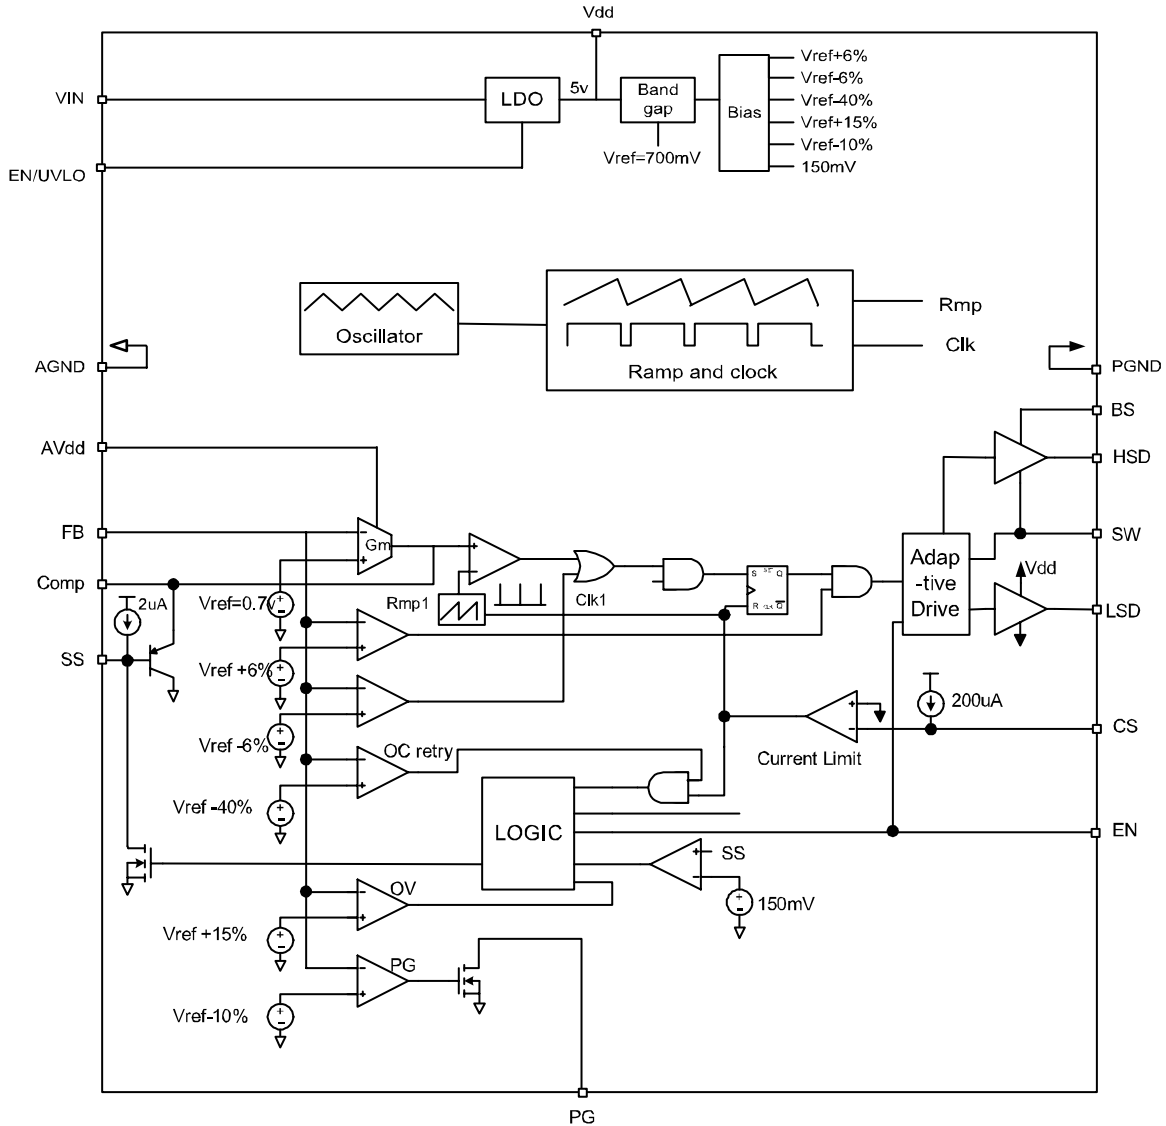 Vdd
VIN
LDO
5v
Band
gap
Bias
Vref+6%
Vref-6%
Vref-40%
Vref+15%
Vref-10%
150mV
Vref=700mV
EN/UVLO
Oscillator
Ramp and clock
Rmp
Clk
AGND
PGND
BS
AVdd
HSD
FB
Gm
SW
Comp
Adap
-tive
Drive
Vdd
2uA
Vref=0.7v
Rmp1
Clk1
S
Q
R
CLR
Q
LSD
SS
Vref +6%
200uA
CS
Vref -6%
OC retry
Current Limit
Vref -40%
LOGIC
EN
SS
OV
150mV
Vref +15%
PG
Vref-10%
PG